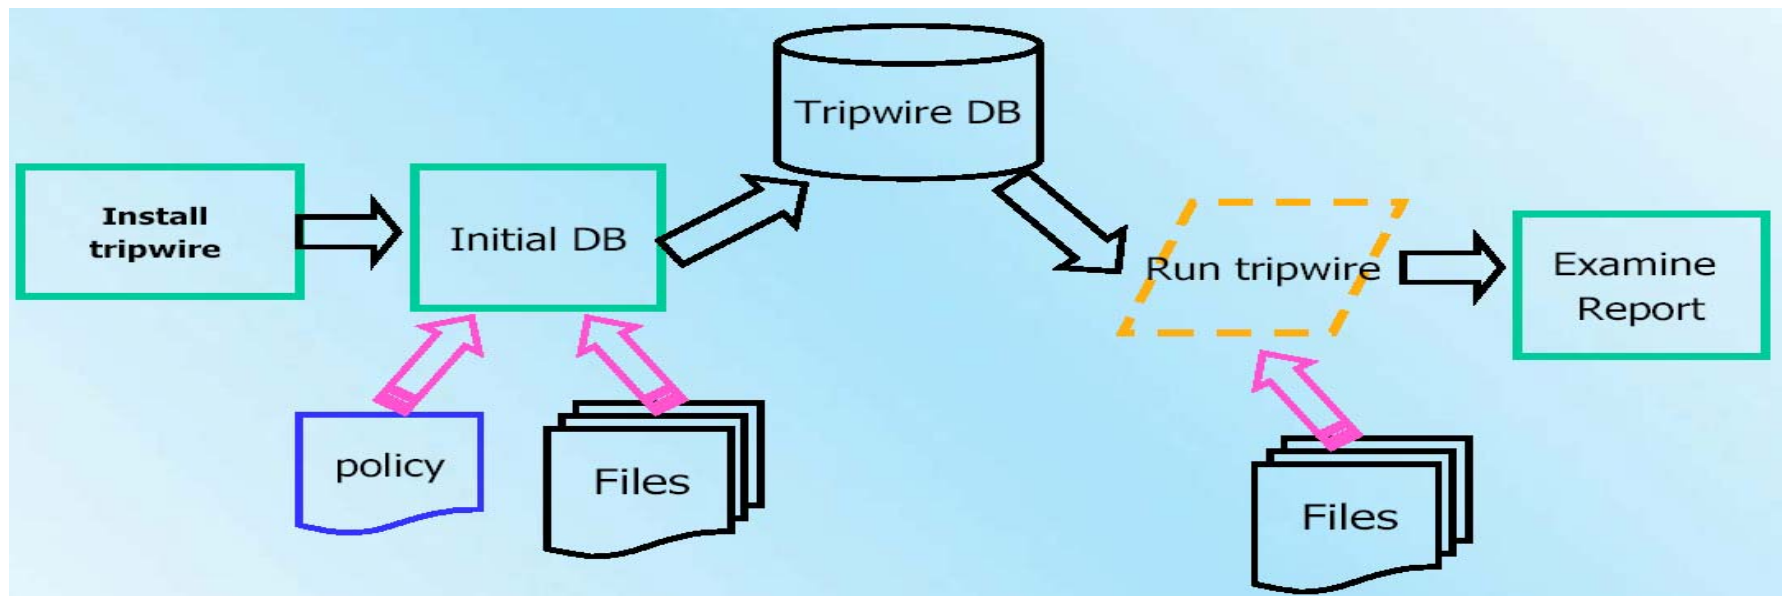 Tripwire DB
Install
tripwire
Initial DB
Run tripwire
Examine
Report
policy
Files
Files